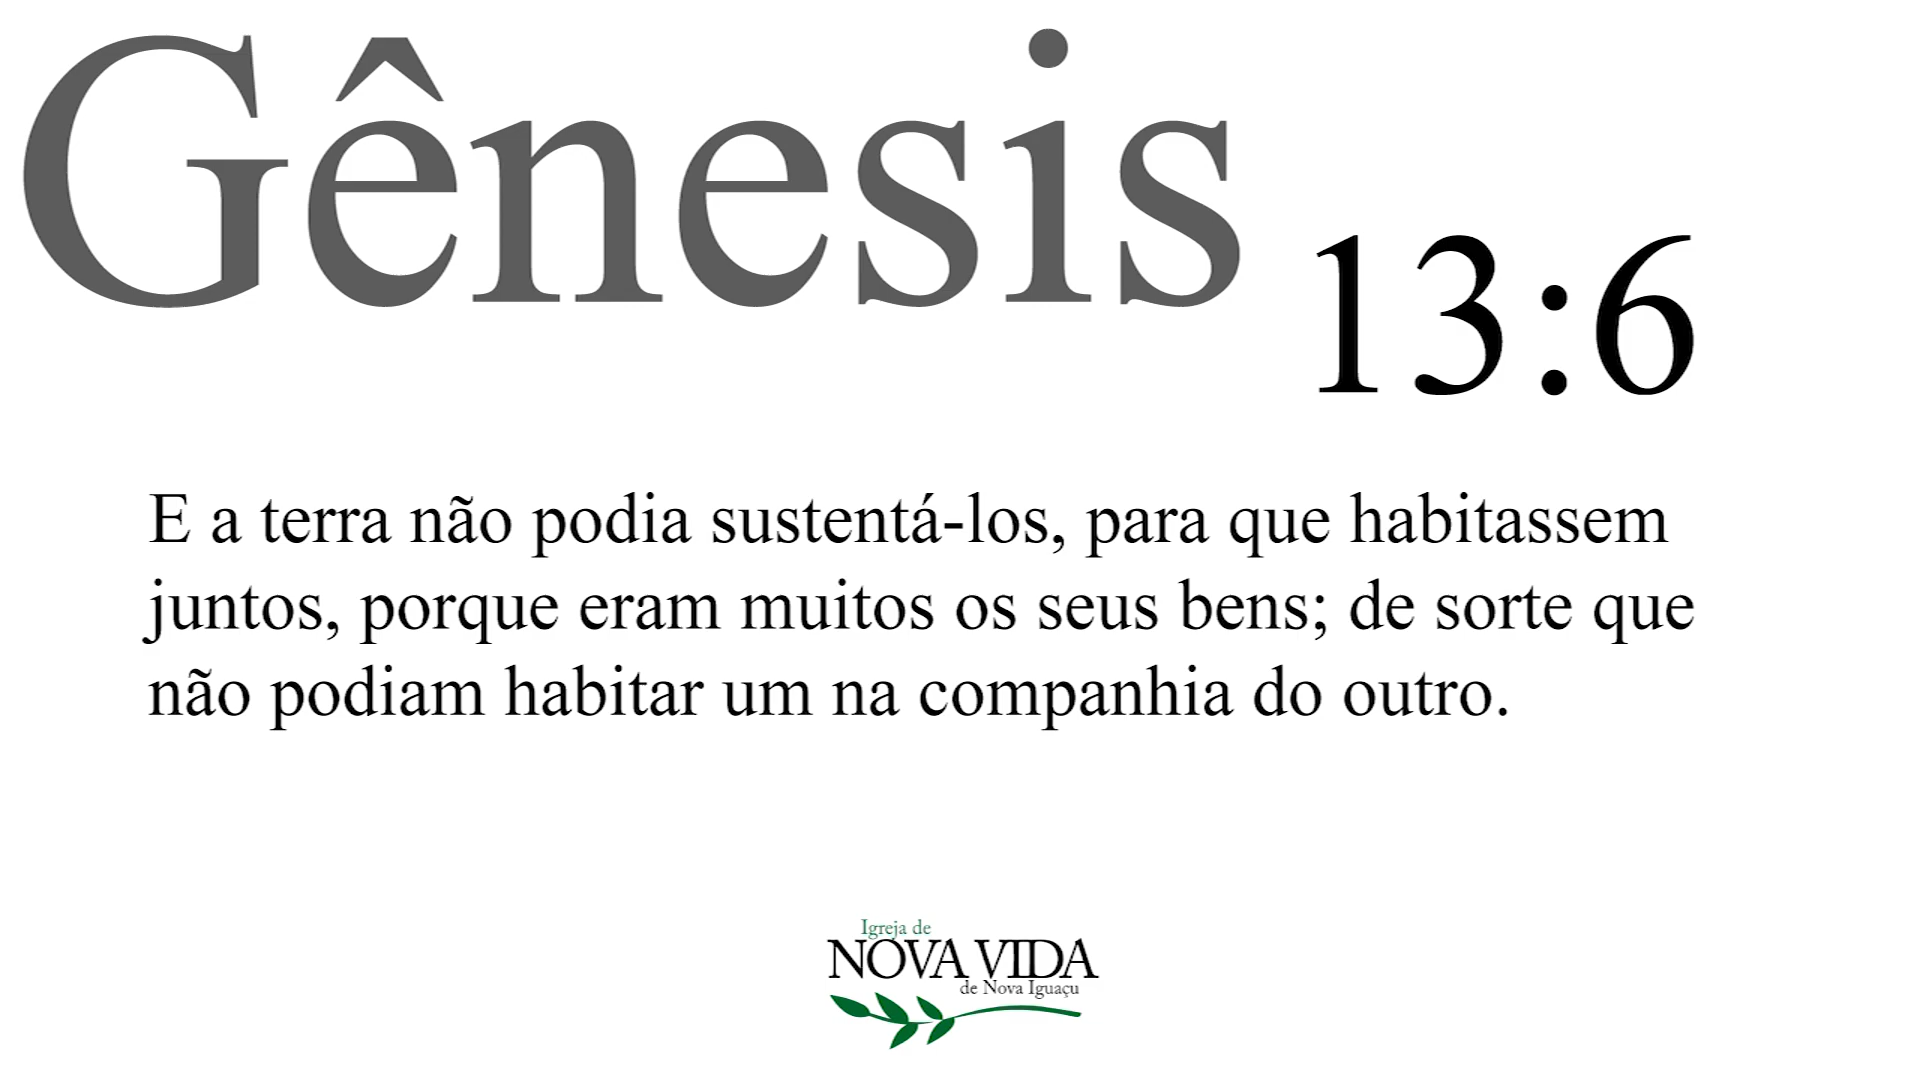 Gênesis 13:6
E a terra não podia sustentá-los, para que habitassem
juntos, porque eram muitos os seus bens; de sorte que
não podiam habitar um na companhia do outro.
Igreja de
NOVA VIDA
de Nova Iguaçu